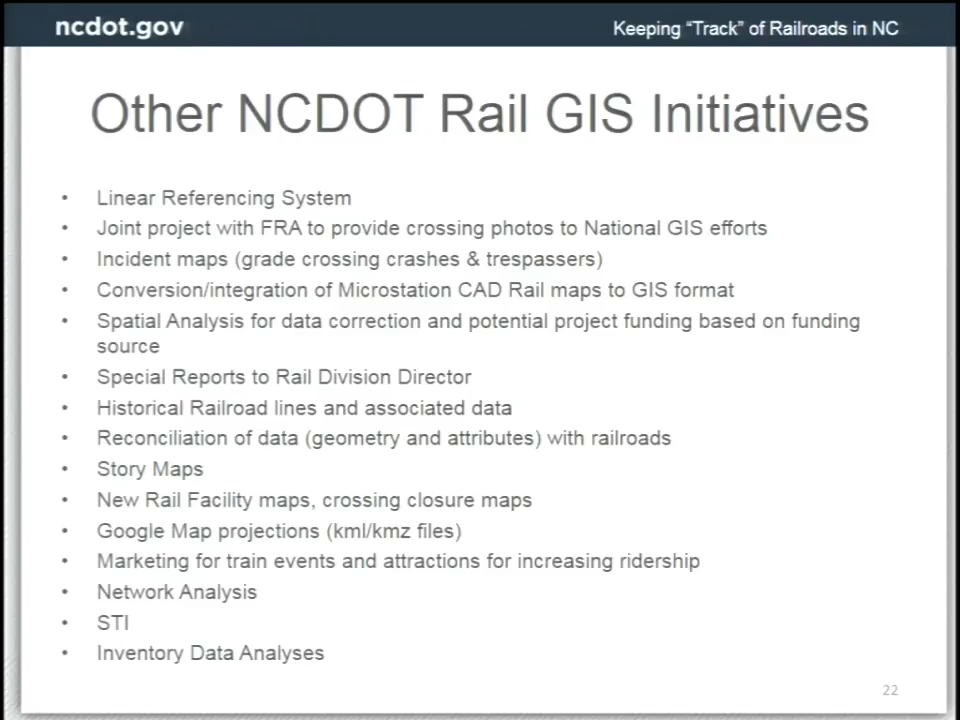 ncdot.gov
Keeping “Track” of Railroads in NC
Other NCDOT Rail GIS Initiatives
• Linear Referencing System
• Joint project with FRA to provide crossing photos to National GIS efforts
• Incident maps (grade crossing crashes & trespassers)
• Conversion/integration of Microstation CAD Rail maps to GIS format
• Spatial Analysis for data correction and potential project funding based on funding
source
• Special Reports to Rail Division Director
• Historical Railroad lines and associated data
• Reconciliation of data (geometry and attributes) with railroads
• Story Maps
• New Rail Facility maps, crossing closure maps
• Google Map projections (kml/kmz files)
• Marketing for train events and attractions for increasing ridership
• Network Analysis
• STI
• Inventory Data Analyses
22